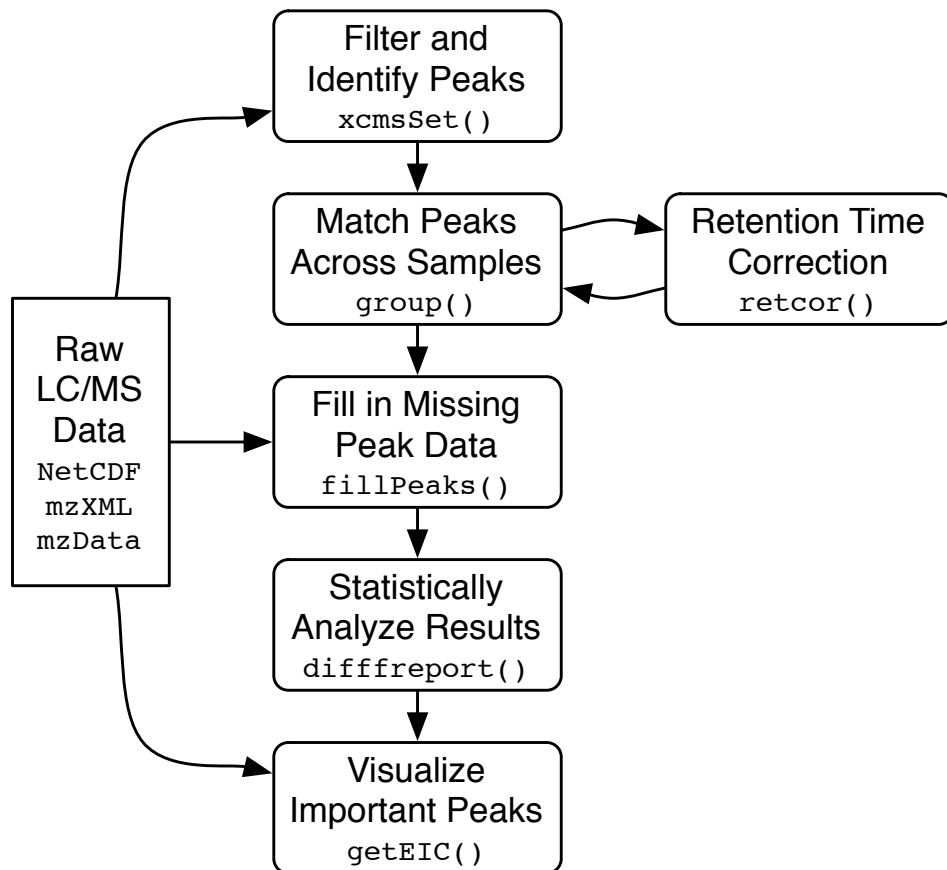 Filter and
Identify Peaks
xcmsSet()
Match Peaks
Across Samples
group()
Retention Time
Correction
retcor()
Raw
LC/MS
Data
NetCDF
mzXML
mzData
Fill in Missing
Peak Data
fillPeaks()
Statistically
Analyze Results
difffreport()
Visualize
Important Peaks
getEIC()